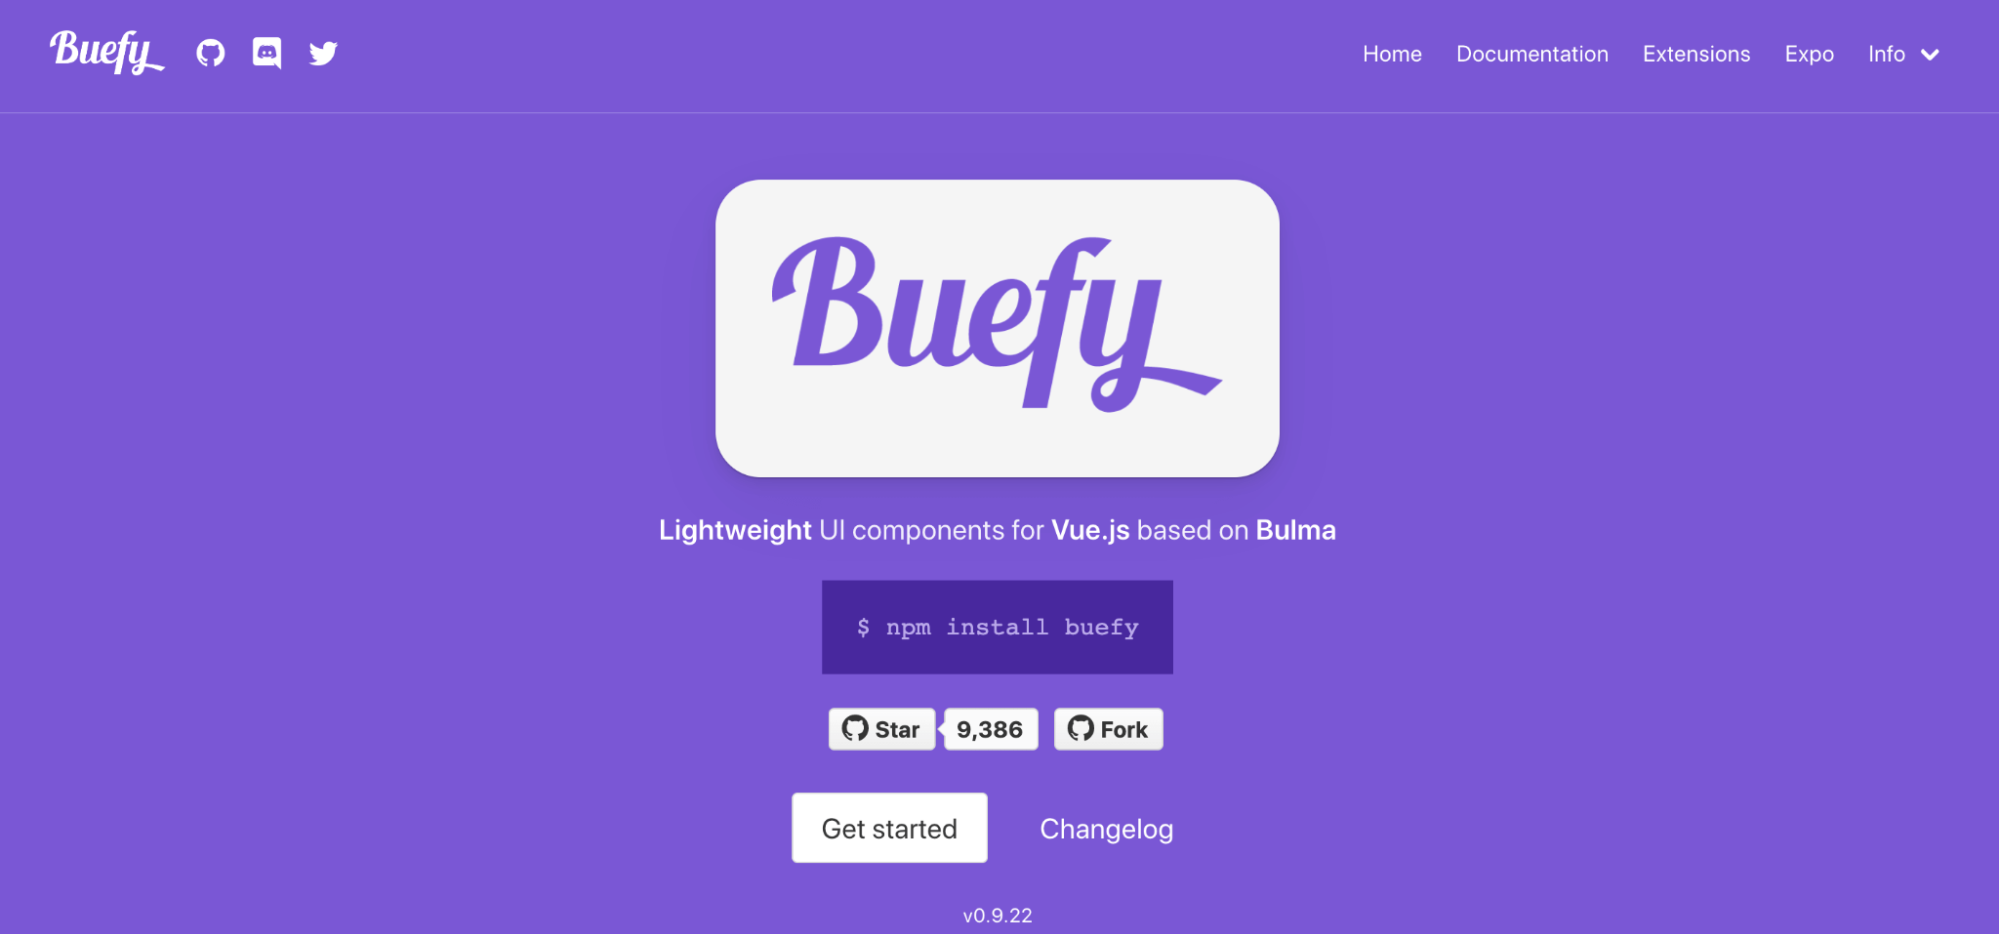 Buefy
Home Documentation Extensions Expo Info
Buefy
Lightweight UI components for Vue.js based on Bulma
$ npm install buefy
Star 9,386 Fork
Get started Changelog
v0.9.22